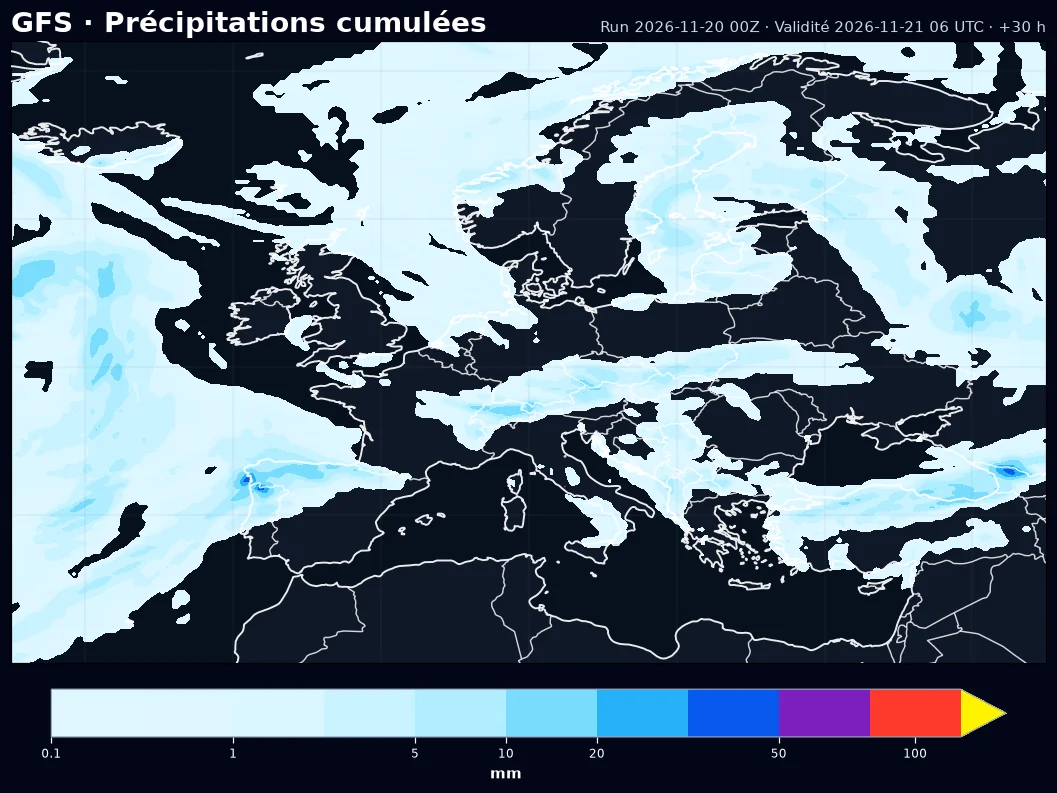 GFS · Précipitations cumulées
Run 2026-11-20 00Z · Validité 2026-11-21 06 UTC · +30 h
0.1 1 5 10 20 50 100
mm